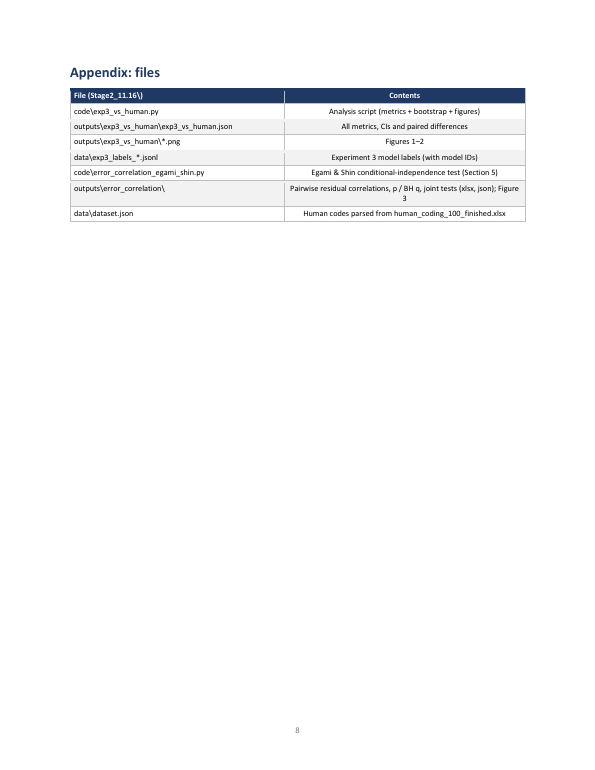 Appendix: files
File (Stage2_11.16\) Contents
code\exp3_vs_human.py Analysis script (metrics + bootstrap + figures)
outputs\exp3_vs_human\exp3_vs_human.json All metrics, CIs and paired differences
outputs\exp3_vs_human\*.png Figures 1–2
data\exp3_labels_*.jsonl Experiment 3 model labels (with model IDs)
code\error_correlation_egami_shin.py Egami & Shin conditional-independence test (Section 5)
outputs\error_correlation\ Pairwise residual correlations, p / BH q, joint tests (xlsx, json); Figure
3
data\dataset.json Human codes parsed from human_coding_100_finished.xlsx
8